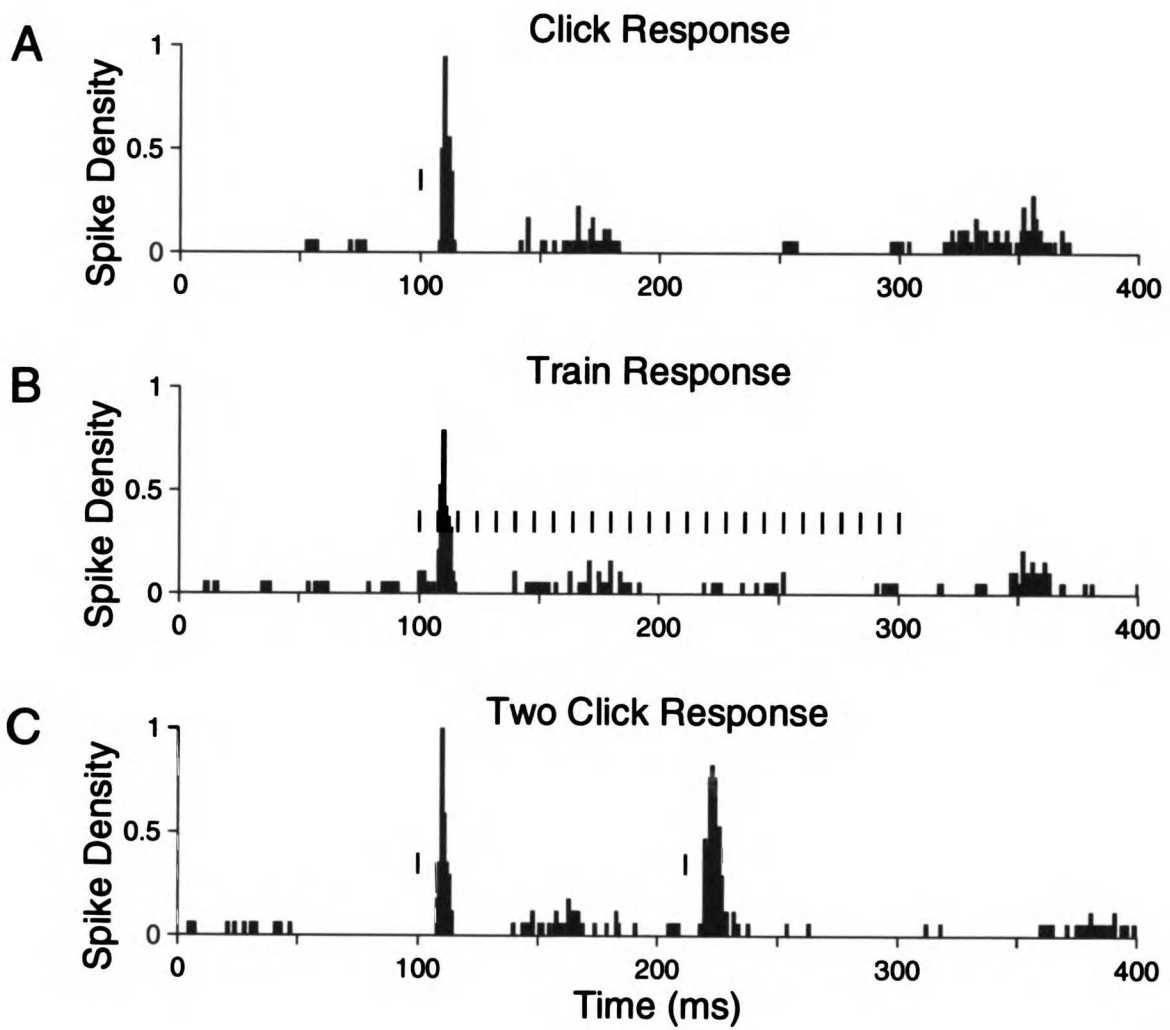 A
Click Response
Spike Density
1
0.5
0
0 100 200 300 400
B
Train Response
Spike Density
1
0.5
0
0 100 200 300 400
C
Two Click Response
Spike Density
1
0.5
0
0 100 200 300 400
Time (ms)